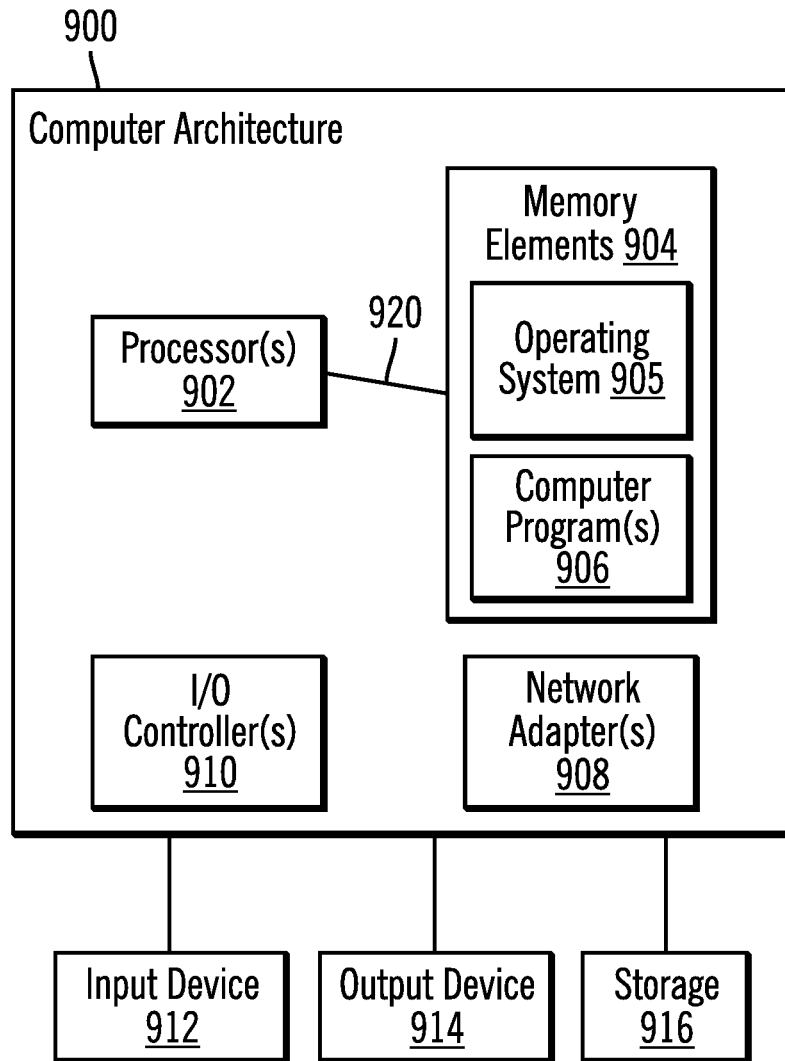 900
Computer Architecture
Memory
Elements 904
920
Processor(s)
902
Operating
System 905
Computer
Program(s)
906
I/O
Controller(s)
910
Network
Adapter(s)
908
Input Device
912
Output Device
914
Storage
916